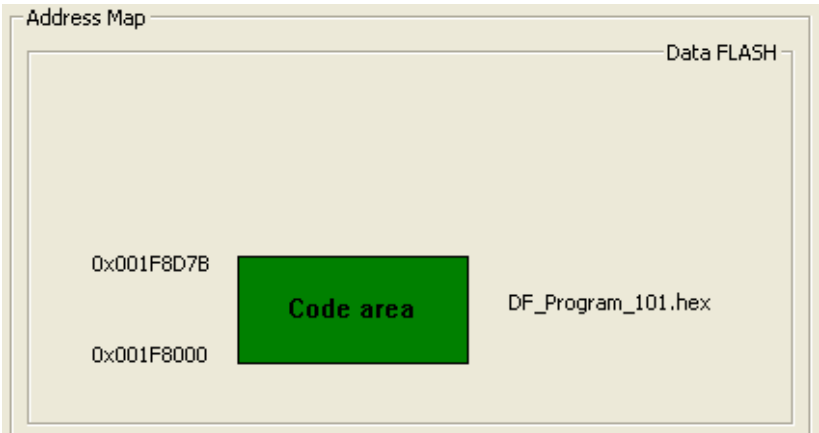 Address Map
Data FLASH
0x001F8D7B
Code area
DF_Program_101.hex
0x001F8000